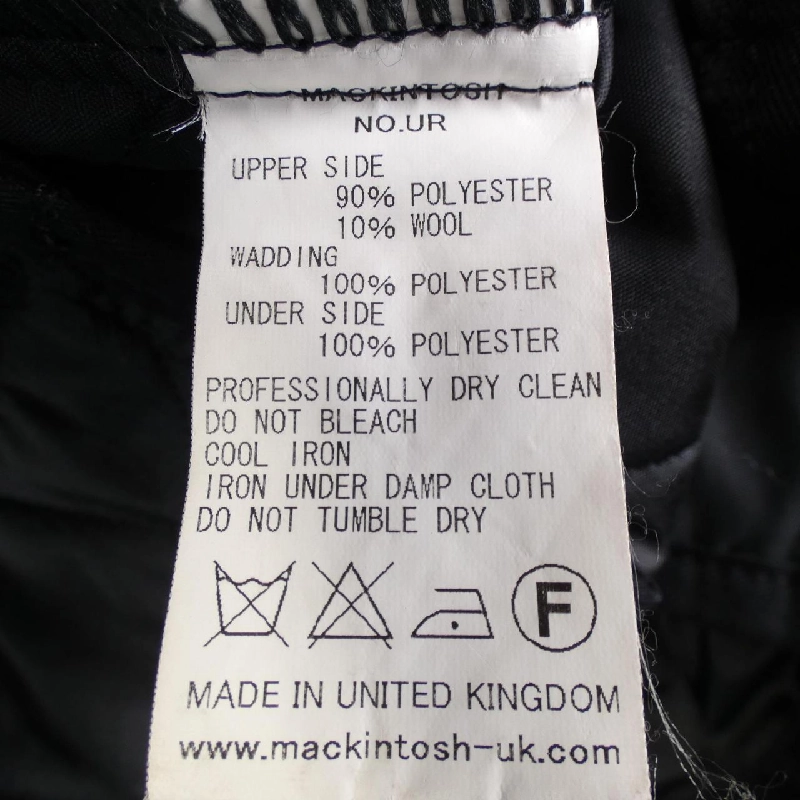 MACKINTOSH
NO.UR
UPPER SIDE
90% POLYESTER
10% WOOL
WADDING
100% POLYESTER
UNDER SIDE
100% POLYESTER
PROFESSIONALLY DRY CLEAN
DO NOT BLEACH
COOL IRON
IRON UNDER DAMP CLOTH
DO NOT TUMBLE DRY
F
MADE IN UNITED KINGDOM
www.mackintosh-uk.com